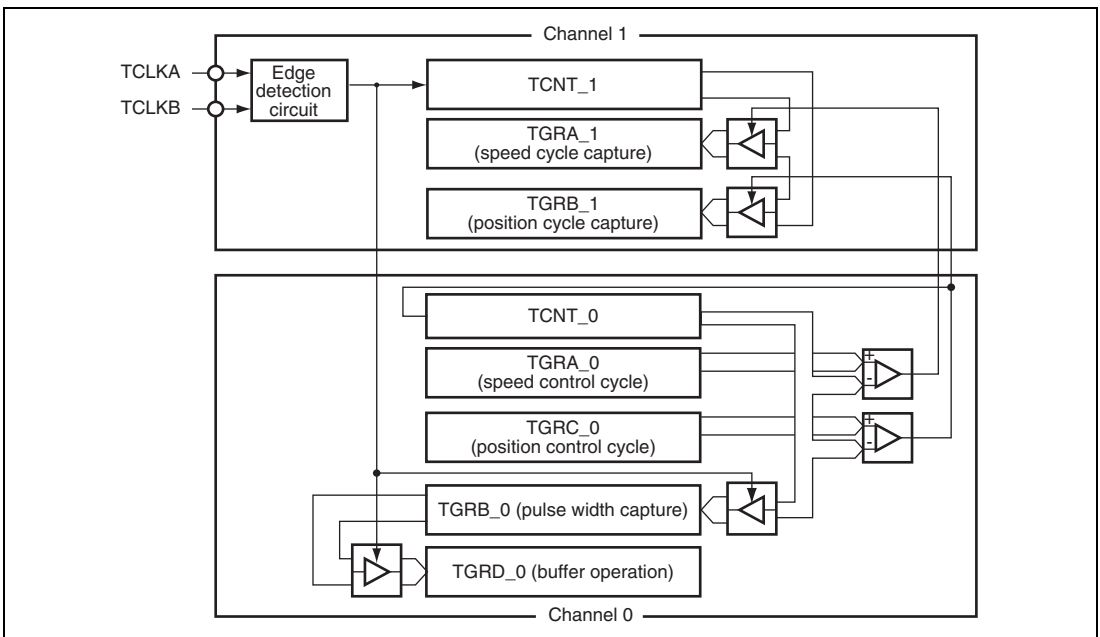 Channel 1
TCLKA
TCLKB
Edge
detection
circuit
TCNT_1
TGRA_1
(speed cycle capture)
TGRB_1
(position cycle capture)
TCNT_0
TGRA_0
(speed control cycle)
+
-
TGRC_0
(position control cycle)
+
-
TGRB_0 (pulse width capture)
TGRD_0 (buffer operation)
Channel 0